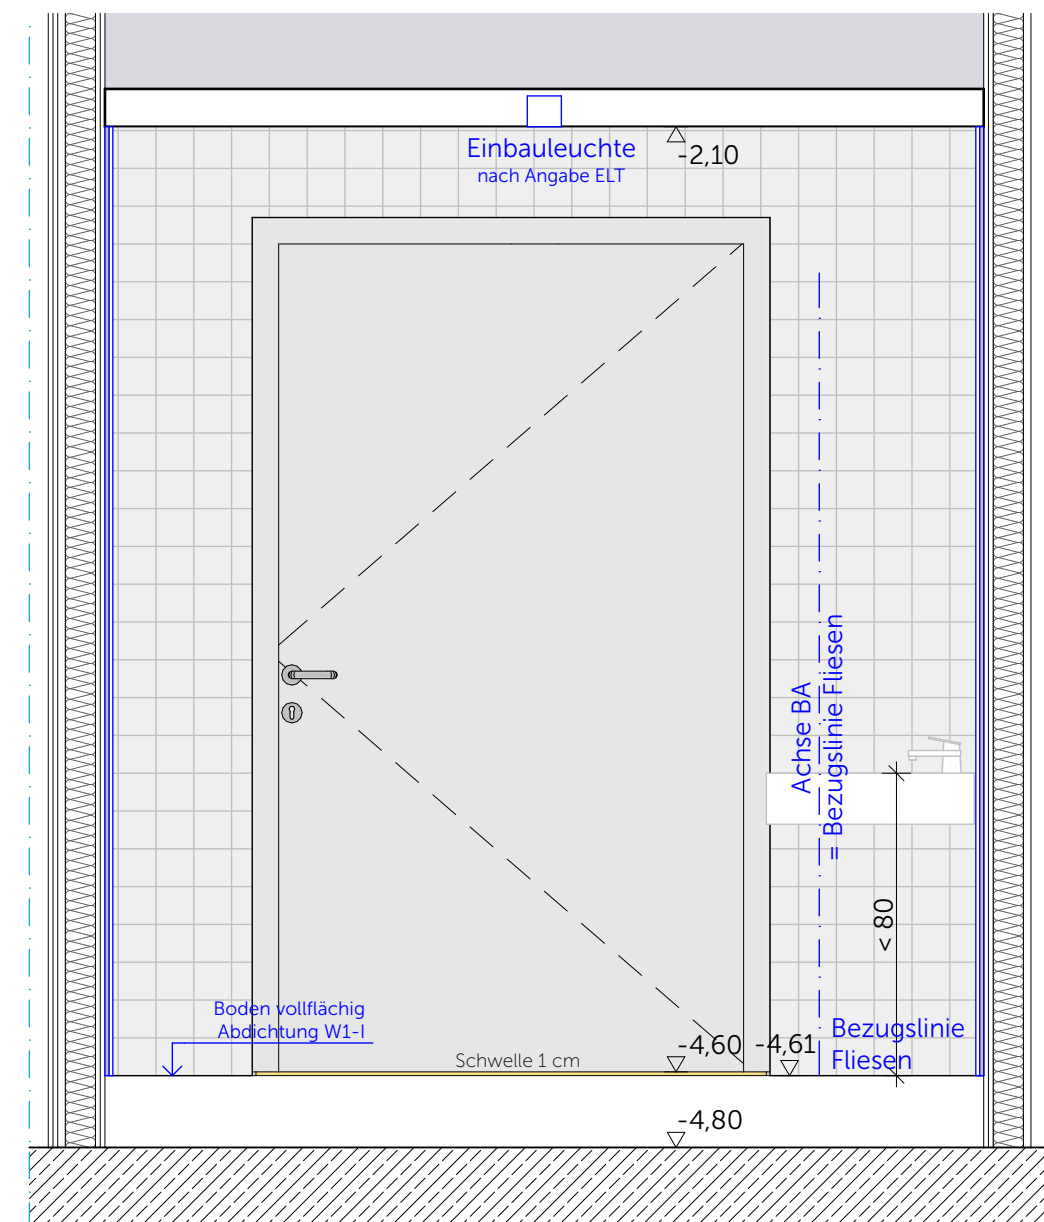 Einbauleuchte
nach Angabe ELT
-2,10
Achse BA
= Bezugslinie Fliesen
< 80
Boden vollflächig
Abdichtung W1-I
Schwelle 1 cm
-4,60
-4,61
Bezugslinie
Fliesen
-4,80